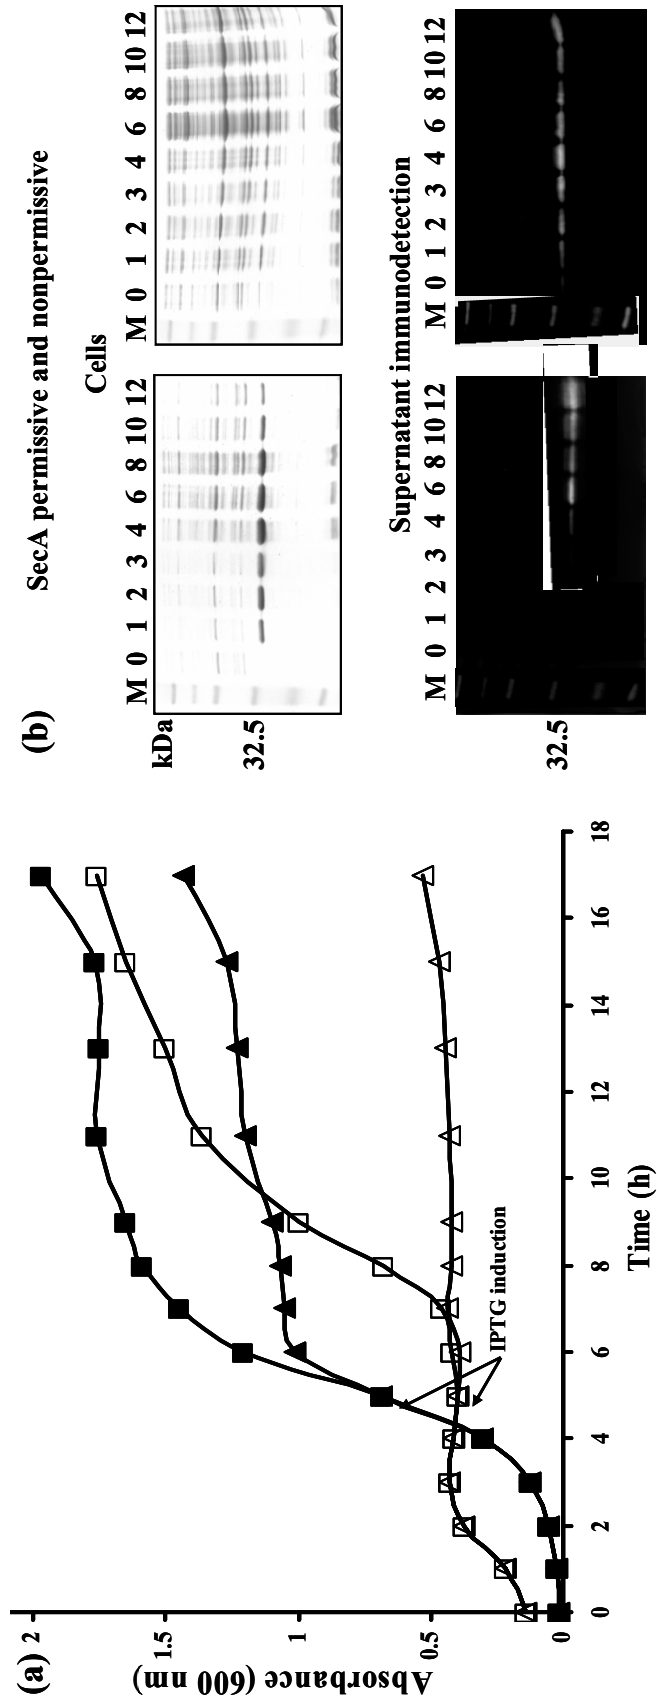 (a)
Absorbance (600 nm)
2
1.5
1
0.5
0
0 2 4 6 8 10 12 14 16 18
Time (h)
IPTG induction
(b)
SecA permissive and nonpermissive
Cells
kDa
M 0 1 2 3 4 6 8 10 12
M 0 1 2 3 4 6 8 10 12
32.5
Supernatant immunodetection
M 0 1 2 3 4 6 8 10 12
M 0 1 2 3 4 6 8 10 12
32.5